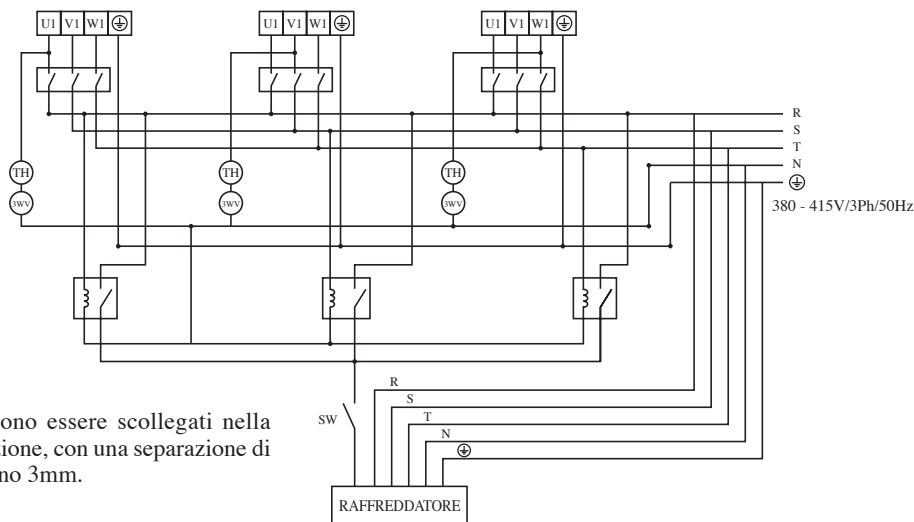 U1 V1 W1
U1 V1 W1
U1 V1 W1
R
S
T
N
380 - 415V/3Ph/50Hz
TH
TH
TH
3WV
3WV
3WV
R
S
T
N
SW
ono essere scollegati nella
ione, con una separazione di
no 3mm.
RAFFREDDATORE